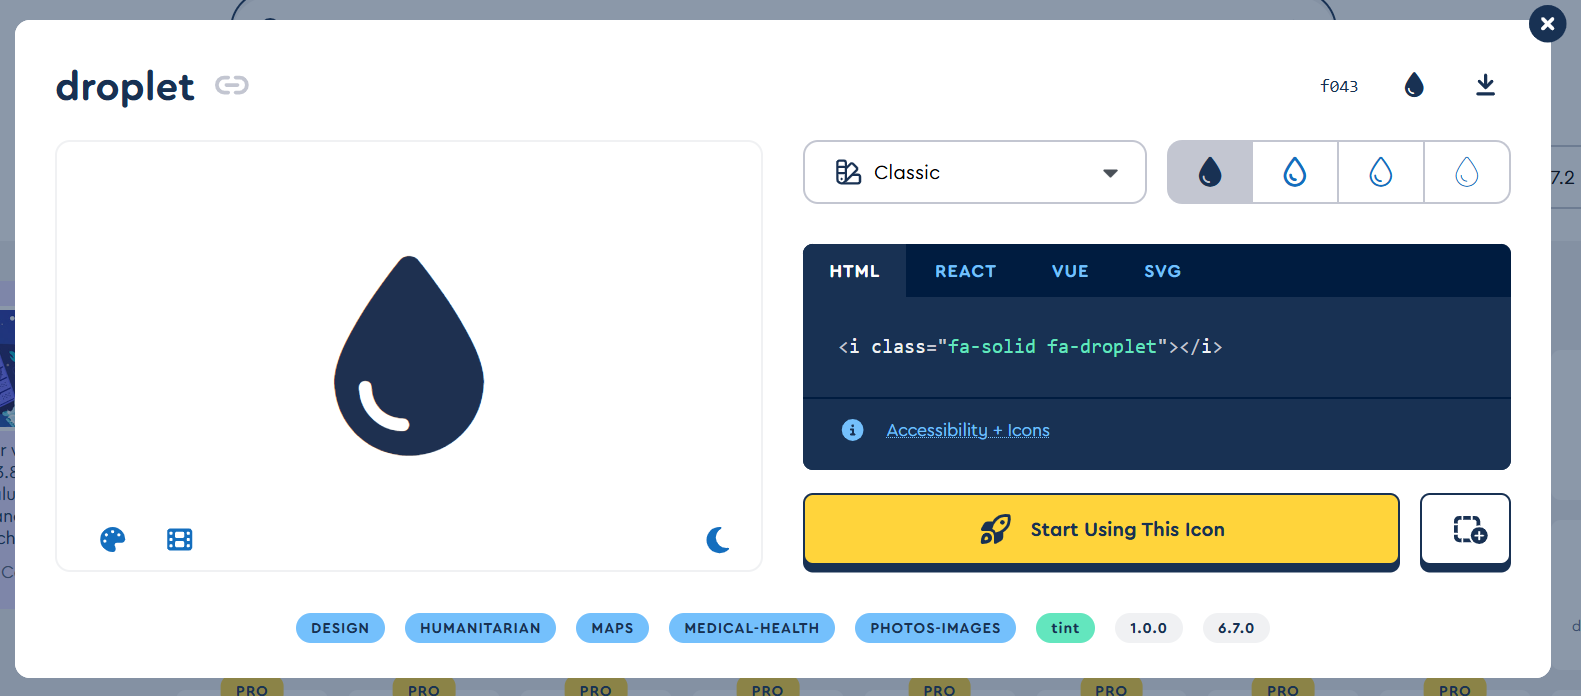 droplet
f043
Classic
7.2
HTML REACT VUE SVG
<i class="fa-solid fa-droplet"></i>
Accessibility + Icons
Start Using This Icon
DESIGN HUMANITARIAN MAPS MEDICAL-HEALTH PHOTOS-IMAGES tint 1.0.0 6.7.0
PRO PRO PRO PRO PRO PRO PRO PRO